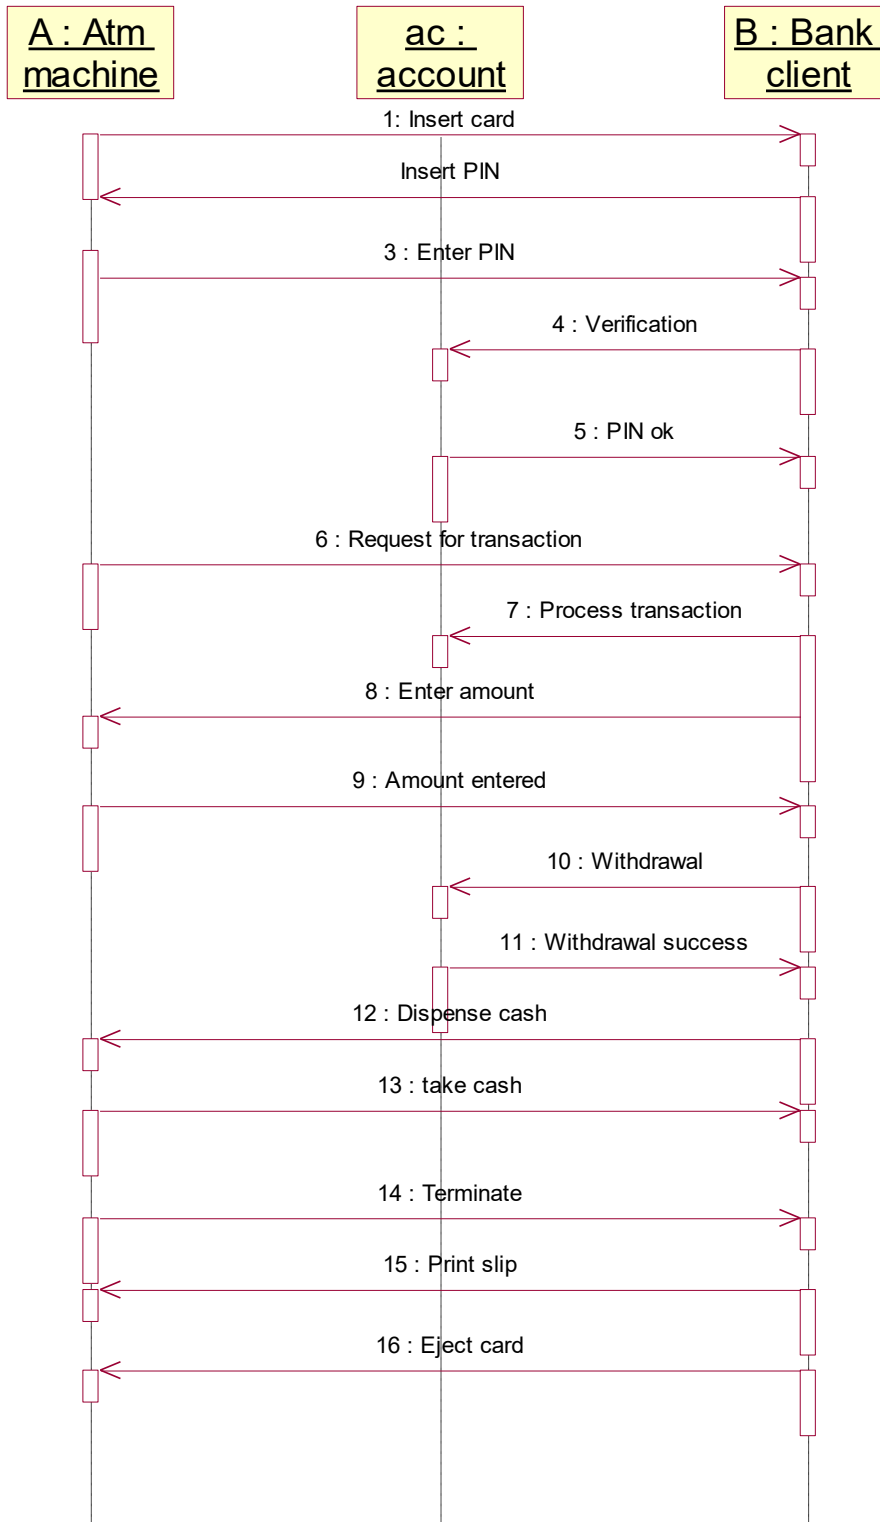 A : Atm
machine
ac :
account
B : Bank
client
1: Insert card
Insert PIN
3 : Enter PIN
4 : Verification
5 : PIN ok
6 : Request for transaction
7 : Process transaction
8 : Enter amount
9 : Amount entered
10 : Withdrawal
11 : Withdrawal success
12 : Dispense cash
13 : take cash
14 : Terminate
15 : Print slip
16 : Eject card